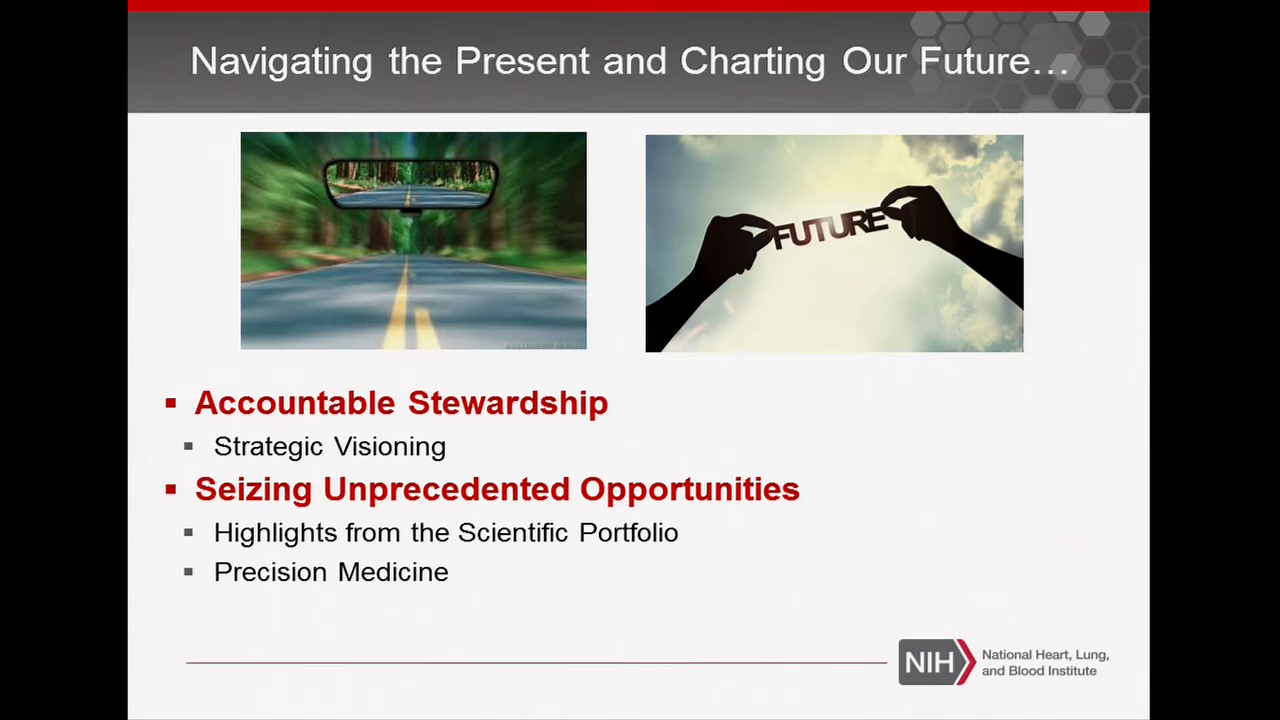 Navigating the Present and Charting Our Future…
FUTURE
▪ Accountable Stewardship
▪ Strategic Visioning
▪ Seizing Unprecedented Opportunities
▪ Highlights from the Scientific Portfolio
▪ Precision Medicine
NIH
National Heart, Lung,
and Blood Institute